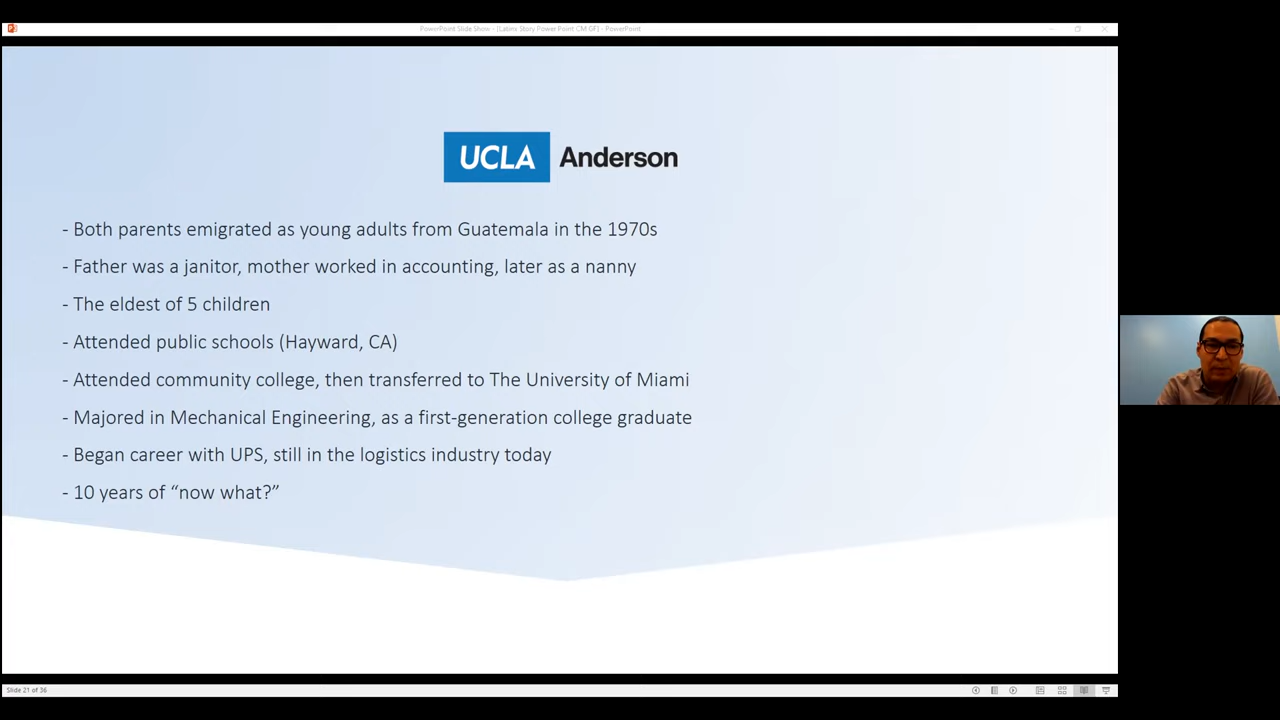 PowerPoint Slide Show - [Latinx Story Power Point CM GF] - PowerPoint
UCLA Anderson
- Both parents emigrated as young adults from Guatemala in the 1970s
- Father was a janitor, mother worked in accounting, later as a nanny
- The eldest of 5 children
- Attended public schools (Hayward, CA)
- Attended community college, then transferred to The University of Miami
- Majored in Mechanical Engineering, as a first-generation college graduate
- Began career with UPS, still in the logistics industry today
- 10 years of “now what?”
Slide 21 of 36